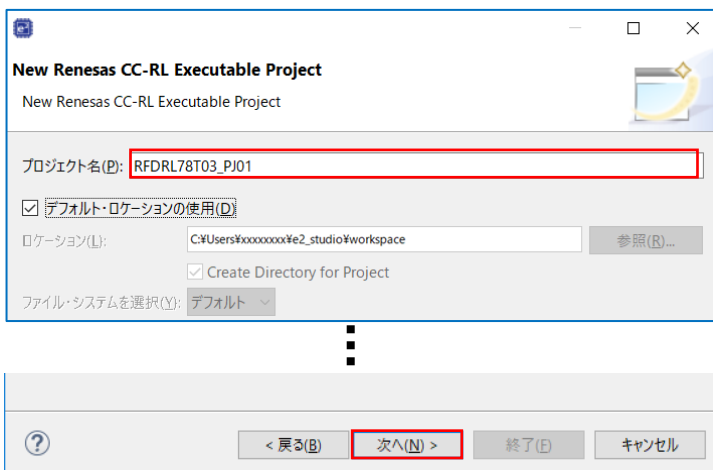 New Renesas CC-RL Executable Project
New Renesas CC-RL Executable Project
プロジェクト名(P): RFDRL78T03_PJ01
デフォルト・ロケーションの使用(D)
ロケーション(L): C:¥Users¥xxxxxxxx¥e2_studio¥workspace 参照(R)...
Create Directory for Project
ファイル・システムを選択(Y): デフォルト
< 戻る(B) 次へ(N) > 終了(F) キャンセル